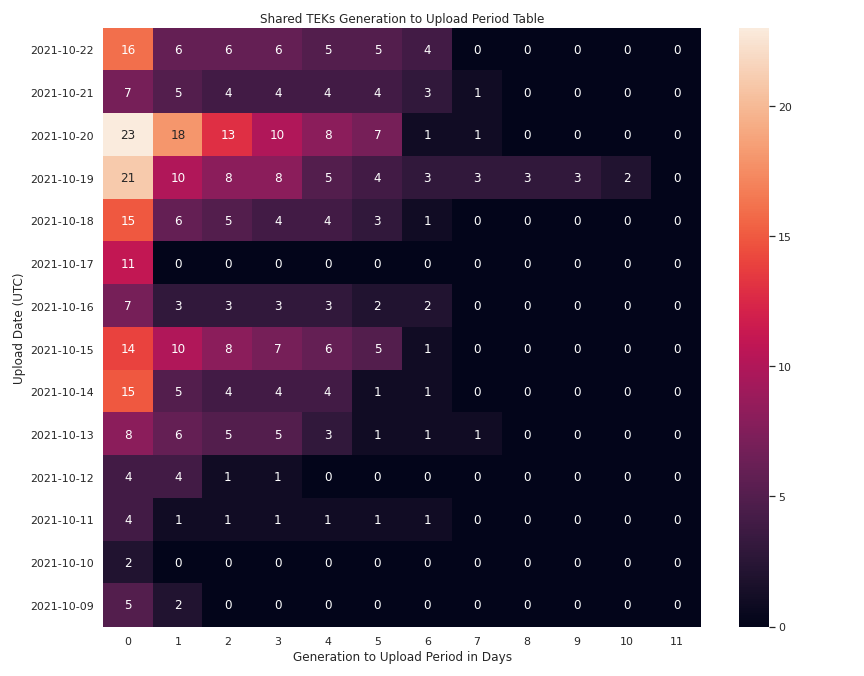 Shared TEKs Generation to Upload Period Table
Upload Date (UTC)
2021-10-22 16 6 6 6 5 5 4 0 0 0 0 0
2021-10-21 7 5 4 4 4 4 3 1 0 0 0 0
2021-10-20 23 18 13 10 8 7 1 1 0 0 0 0
2021-10-19 21 10 8 8 5 4 3 3 3 3 2 0
2021-10-18 15 6 5 4 4 3 1 0 0 0 0 0
2021-10-17 11 0 0 0 0 0 0 0 0 0 0 0
2021-10-16 7 3 3 3 3 2 2 0 0 0 0 0
2021-10-15 14 10 8 7 6 5 1 0 0 0 0 0
2021-10-14 15 5 4 4 4 1 1 0 0 0 0 0
2021-10-13 8 6 5 5 3 1 1 1 0 0 0 0
2021-10-12 4 4 1 1 0 0 0 0 0 0 0 0
2021-10-11 4 1 1 1 1 1 1 0 0 0 0 0
2021-10-10 2 0 0 0 0 0 0 0 0 0 0 0
2021-10-09 5 2 0 0 0 0 0 0 0 0 0 0
0 1 2 3 4 5 6 7 8 9 10 11
Generation to Upload Period in Days
20
15
10
5
0